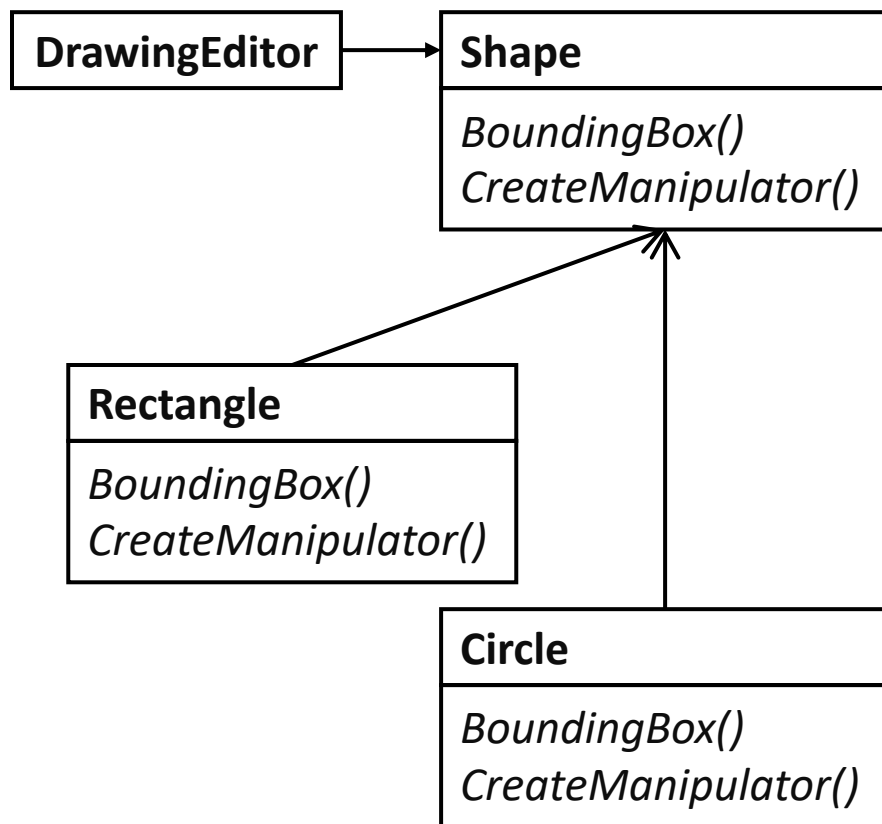 DrawingEditor
Shape
BoundingBox()
CreateManipulator()
Rectangle
BoundingBox()
CreateManipulator()
Circle
BoundingBox()
CreateManipulator()